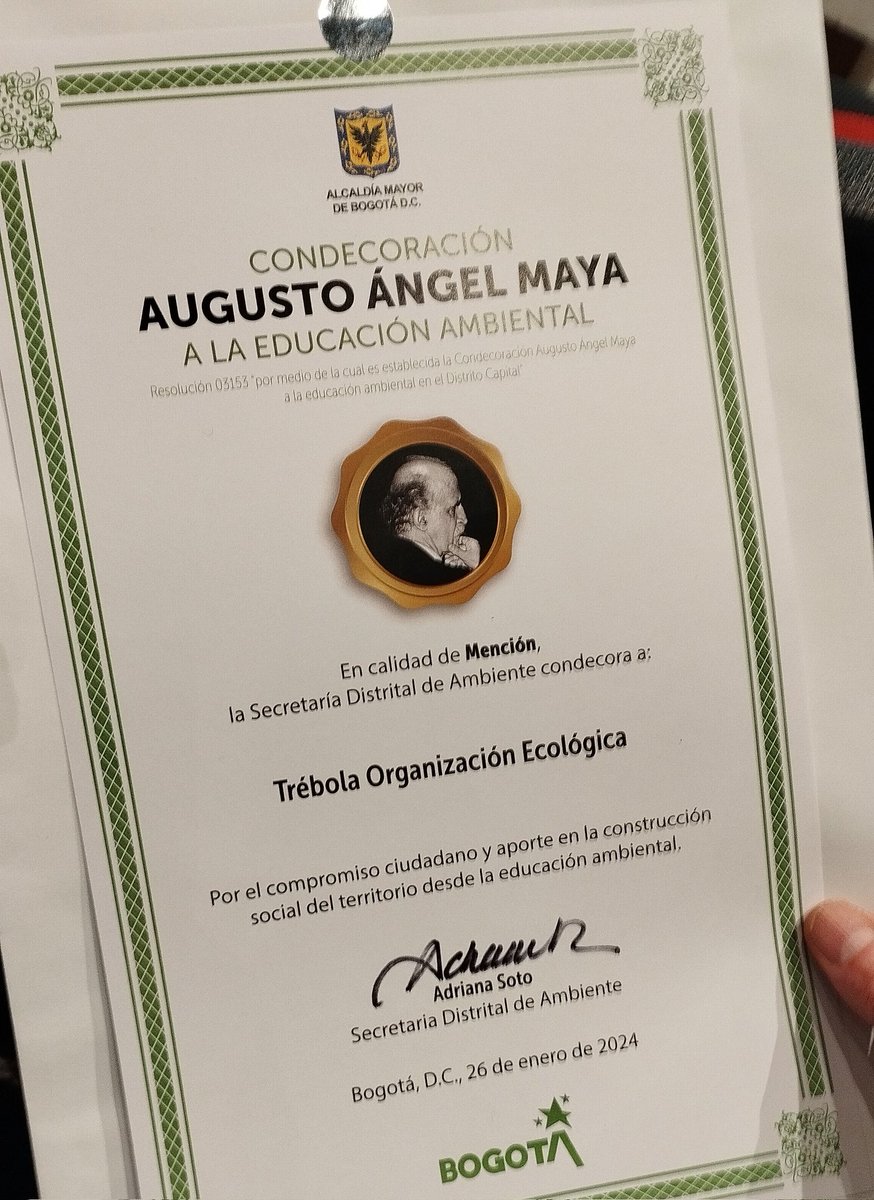 ALCALDÍA MAYOR
DE BOGOTÁ D.C.
CONDECORACIÓN
AUGUSTO ÁNGEL MAYA
A LA EDUCACIÓN AMBIENTAL
Resolución 03153 "por medio de la cual es establecida la Condecoración Augusto Ángel Maya
a la educación ambiental en el Distrito Capital"
En calidad de Mención,
la Secretaría Distrital de Ambiente condecora a:
Trébola Organización Ecológica
Por el compromiso ciudadano y aporte en la construcción
social del territorio desde la educación ambiental.
Adriana Soto
Secretaria Distrital de Ambiente
Bogotá, D.C., 26 de enero de 2024
BOGOTÁ